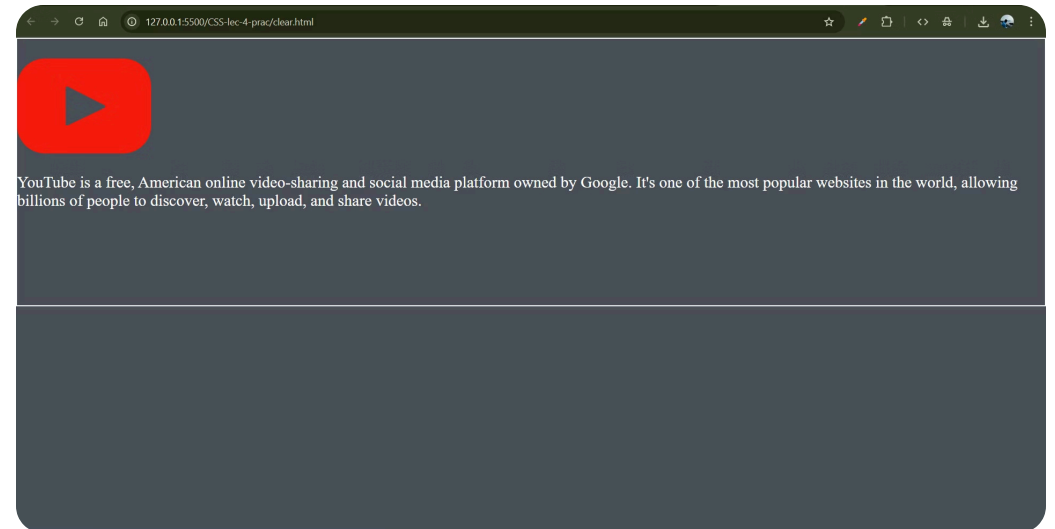 127.0.0.1:5500/CSS-lec-4-prac/clear.html
YouTube is a free, American online video-sharing and social media platform owned by Google. It's one of the most popular websites in the world, allowing
billions of people to discover, watch, upload, and share videos.